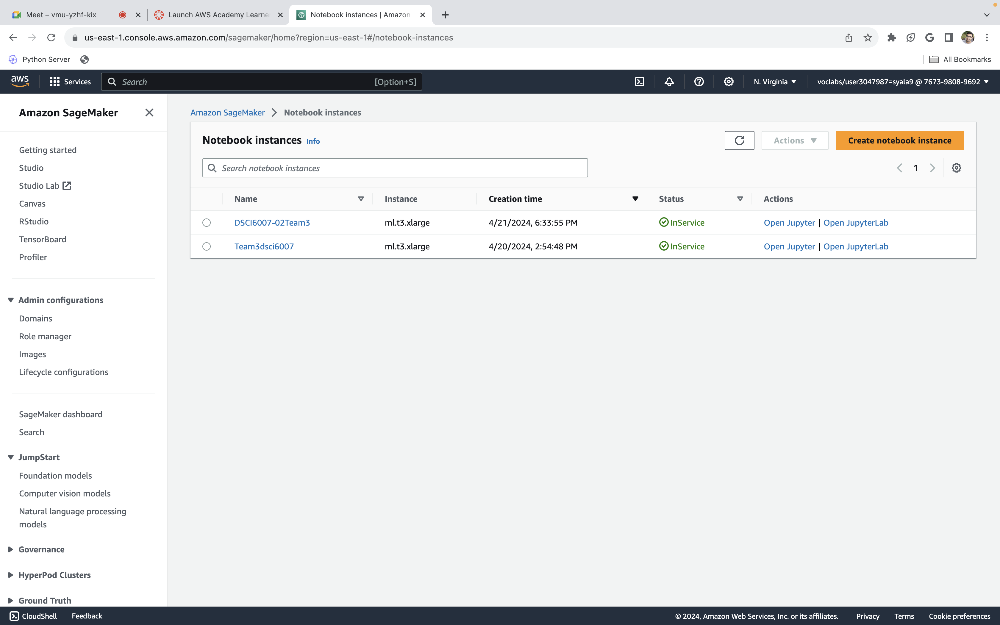 Meet – vmu-yzhf-kix
Launch AWS Academy Learne
Notebook instances | Amazon
us-east-1.console.aws.amazon.com/sagemaker/home?region=us-east-1#/notebook-instances
Python Server
All Bookmarks
aws
Services
Search
[Option+S]
N. Virginia
voclabs/user3047987=syala9 @ 7673-9808-9692
Amazon SageMaker
Getting started
Studio
Studio Lab
Canvas
RStudio
TensorBoard
Profiler
Admin configurations
Domains
Role manager
Images
Lifecycle configurations
SageMaker dashboard
Search
JumpStart
Foundation models
Computer vision models
Natural language processing
models
Governance
HyperPod Clusters
Ground Truth
Amazon SageMaker > Notebook instances
Notebook instances Info
Actions
Create notebook instance
Search notebook instances
1
Name Instance Creation time Status Actions
DSCI6007-02Team3 ml.t3.xlarge 4/21/2024, 6:33:55 PM InService Open Jupyter | Open JupyterLab
Team3dsci6007 ml.t3.xlarge 4/20/2024, 2:54:48 PM InService Open Jupyter | Open JupyterLab
CloudShell Feedback
© 2024, Amazon Web Services, Inc. or its affiliates. Privacy Terms Cookie preferences